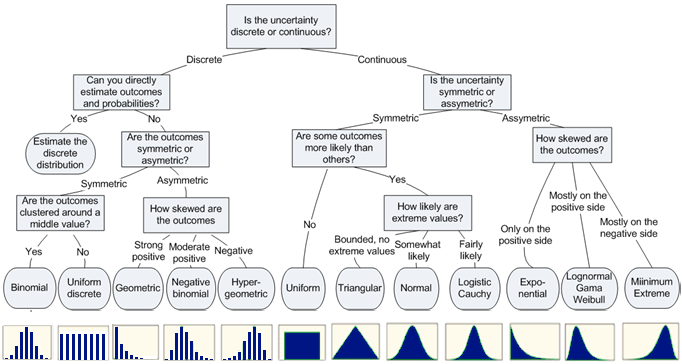 Is the uncertainty
discrete or continuous?
Discrete
Continuous
Can you directly
estimate outcomes
and probabilities?
Is the uncertainty
symmetric or
assymetric?
Yes
No
Symmetric
Assymetric
Estimate the
discrete
distribution
Are the outcomes
symmetric or
asymetric?
Are some outcomes
more likely than
others?
How skewed are
the outcomes?
Symmetric
Asymmetric
Yes
Are the outcomes
clustered around a
middle value?
How skewed are
the outcomes
No
How likely are
extreme values?
Mostly on the
positive side
Only on the
positive side
Mostly on the
negative side
Yes
No
Strong
positive
Moderate
positive
Negative
Bounded, no
extreme values
Somewhat
likely
Fairly
likely
Binomial
Uniform
discrete
Geometric
Negative
binomial
Hyper-
geometric
Uniform
Triangular
Normal
Logistic
Cauchy
Expo-
nential
Lognormal
Gama
Weibull
Miinimum
Extreme